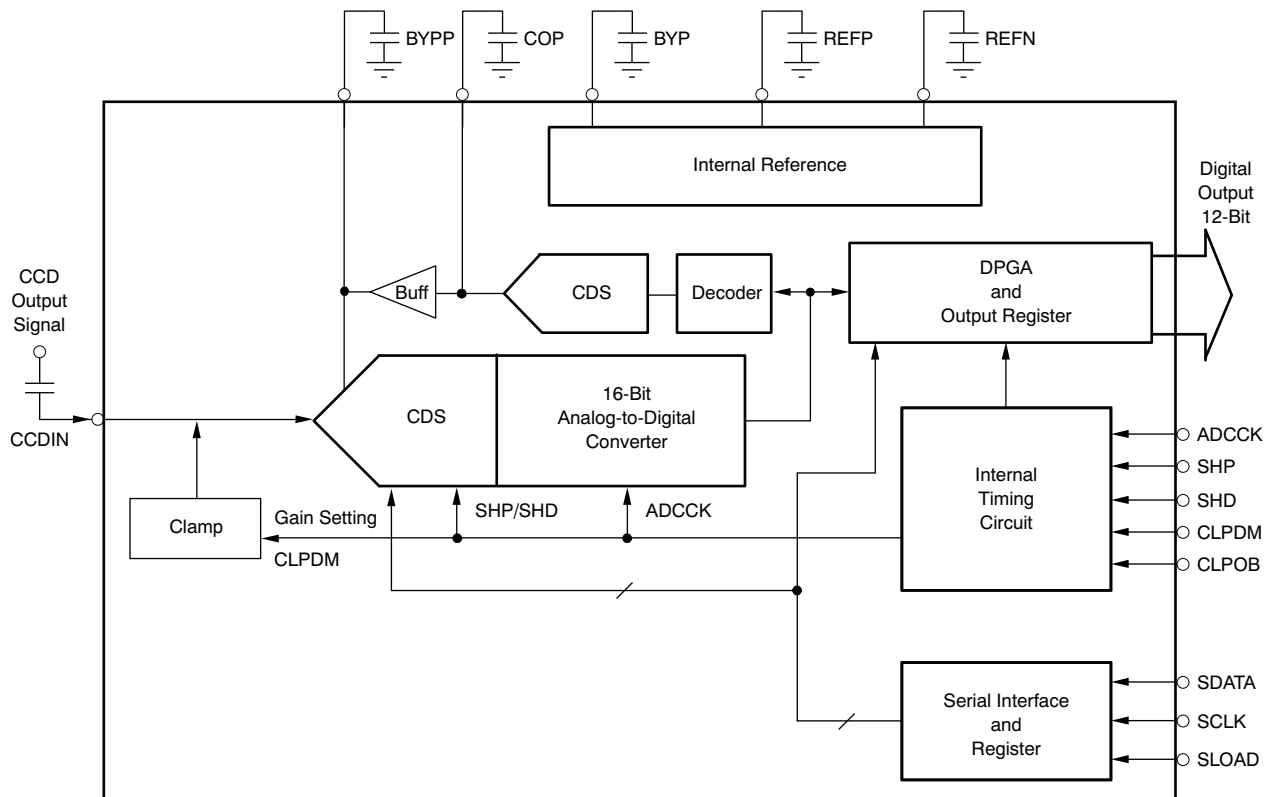 BYPP
COP
BYP
REFP
REFN
Internal Reference
Digital
Output
12-Bit
CCD
Output
Signal
Buff
CDS
Decoder
DPGA
and
Output Register
CCDIN
CDS
16-Bit
Analog-to-Digital
Converter
Internal
Timing
Circuit
ADCCK
SHP
SHD
CLPDM
CLPOB
Clamp
Gain Setting
CLPDM
SHP/SHD
ADCCK
Serial Interface
and
Register
SDATA
SCLK
SLOAD